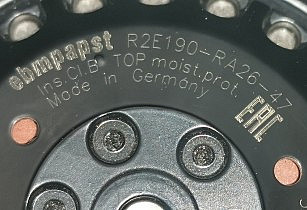 ebmpapst R2E190-RA26-47
Ins.Cl.B. TOP moist.prot.
Made in Germany
EAC